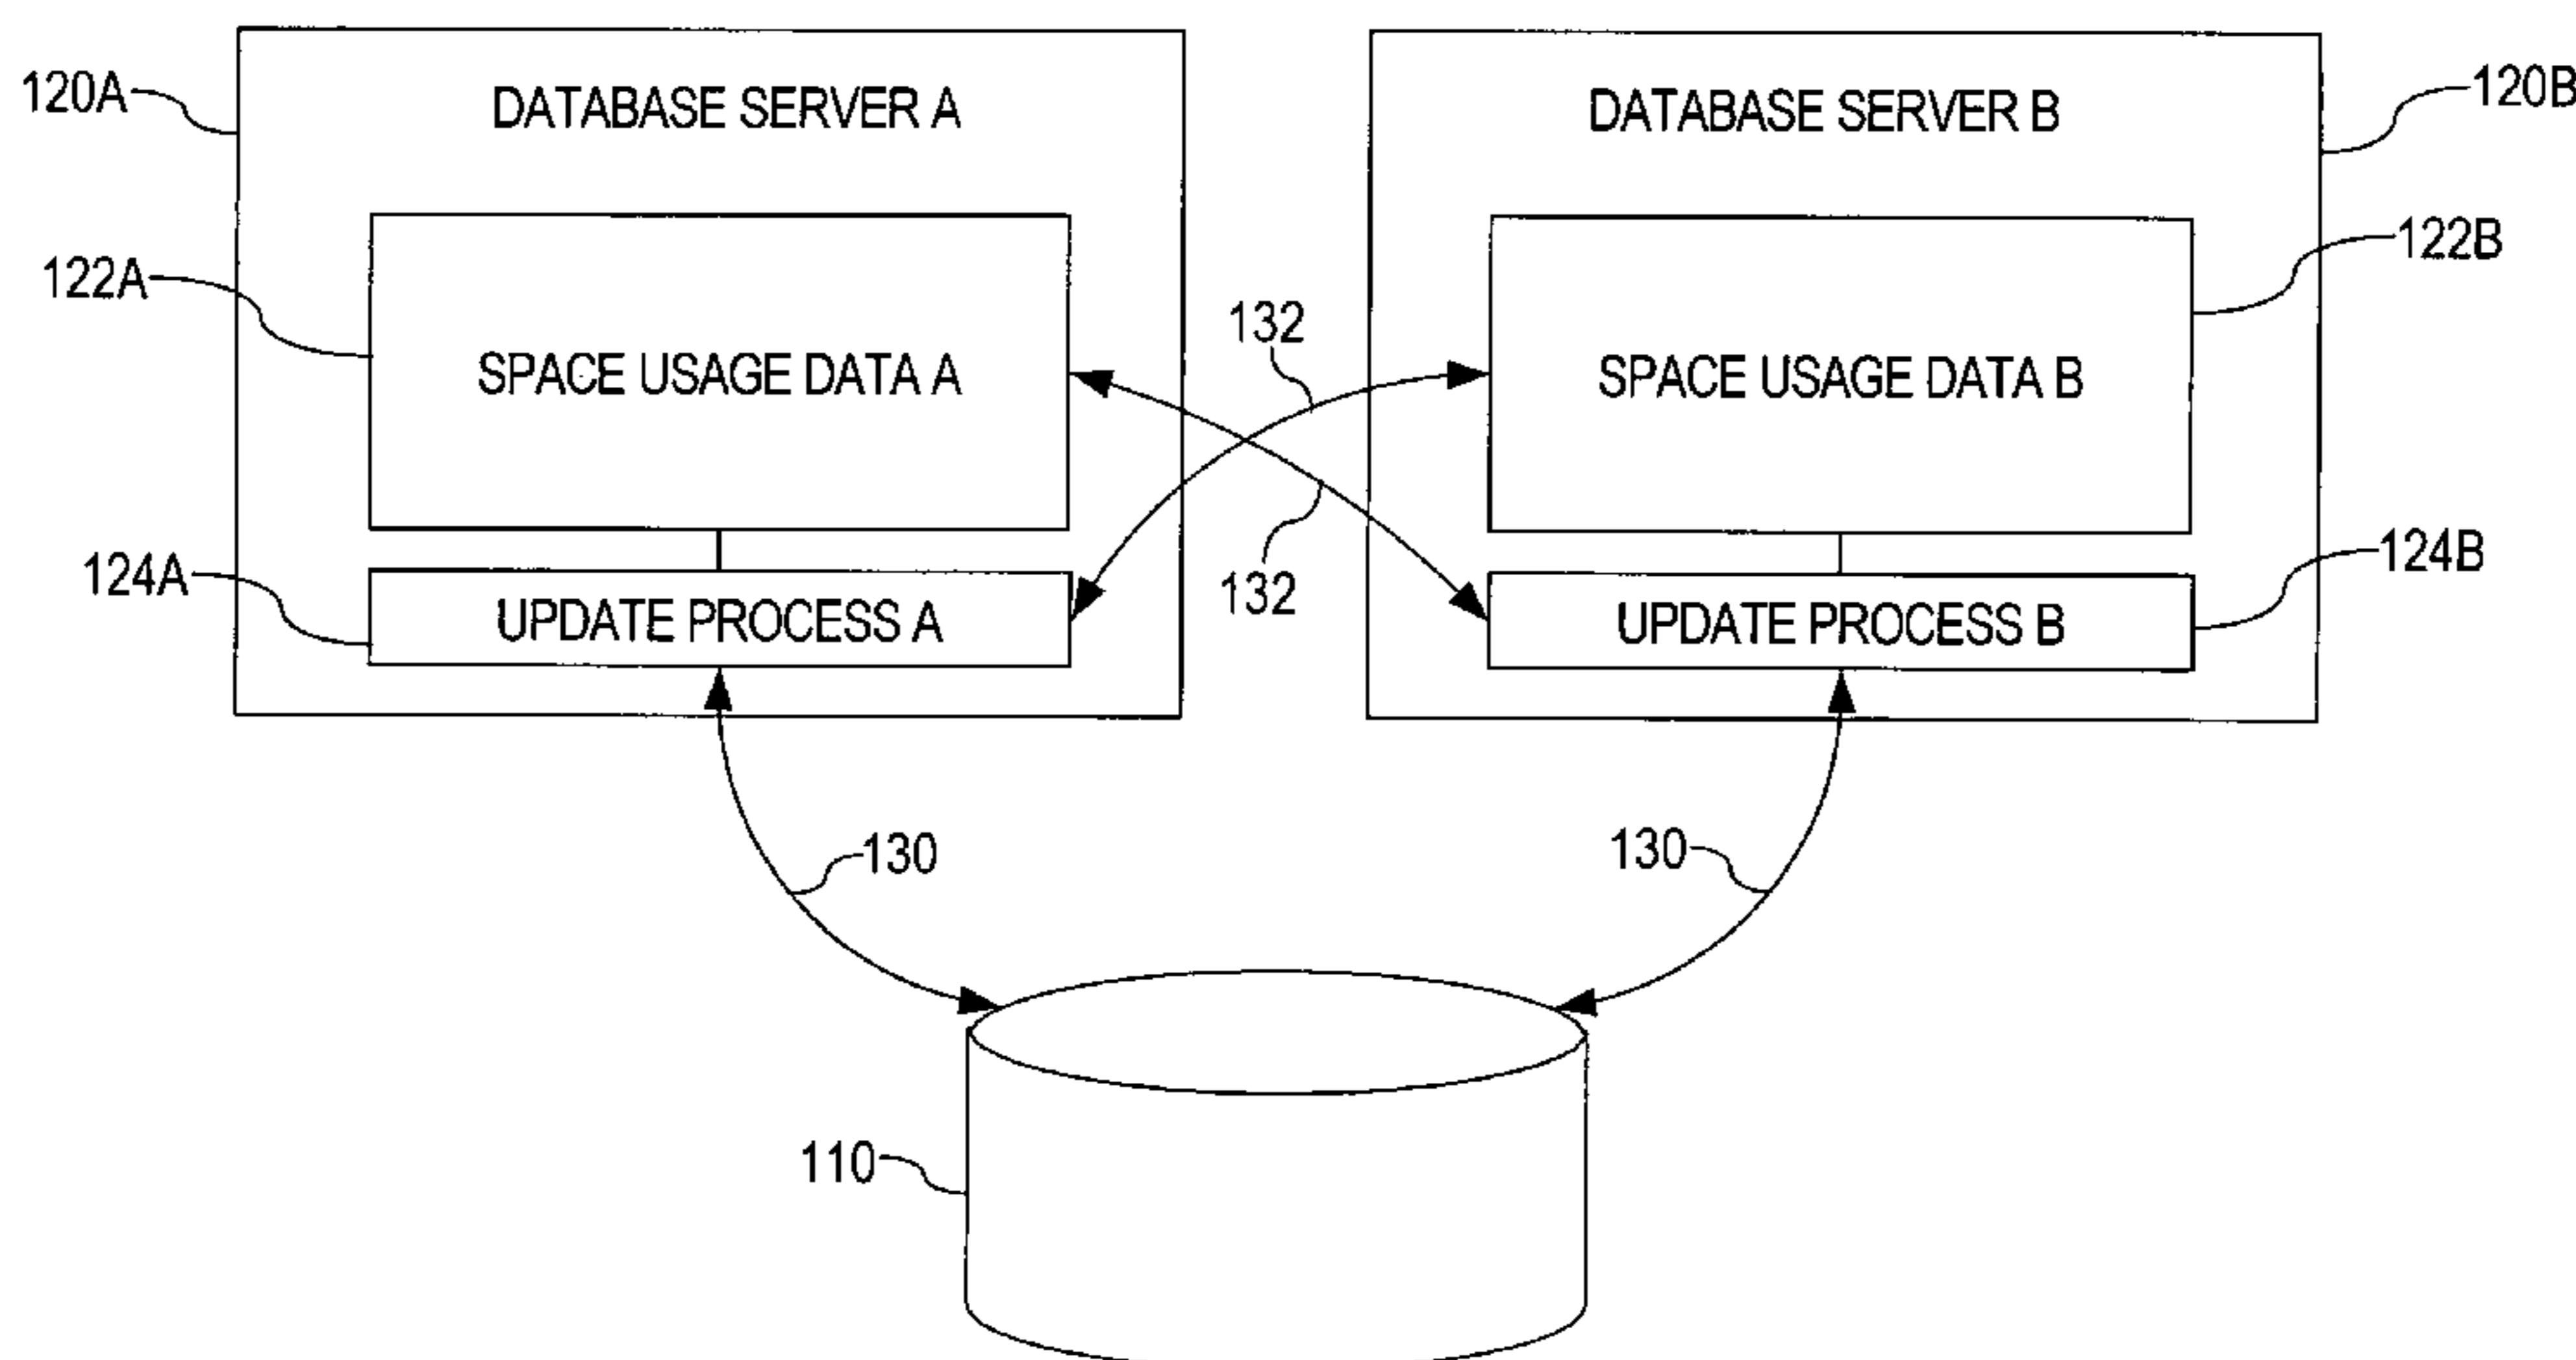 120A
DATABASE SERVER A
DATABASE SERVER B
120B
122A
SPACE USAGE DATA A
132
SPACE USAGE DATA B
122B
124A
UPDATE PROCESS A
132
UPDATE PROCESS B
124B
130
130
110